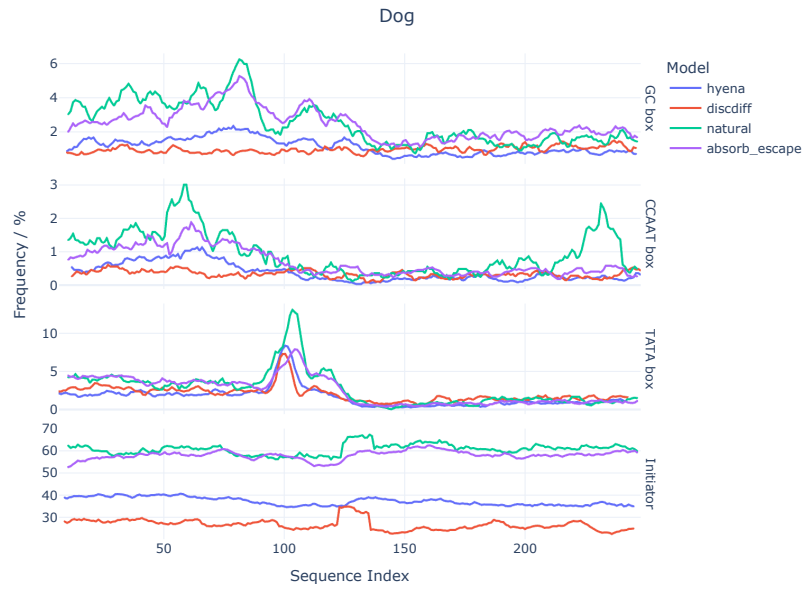 Dog
Model
hyena
discdiff
natural
absorb_escape
Frequency / %
6
4
2
GC box
3
2
1
0
CCAAT box
10
5
0
TATA box
70
60
50
40
30
Initiator
50
100
150
200
Sequence Index